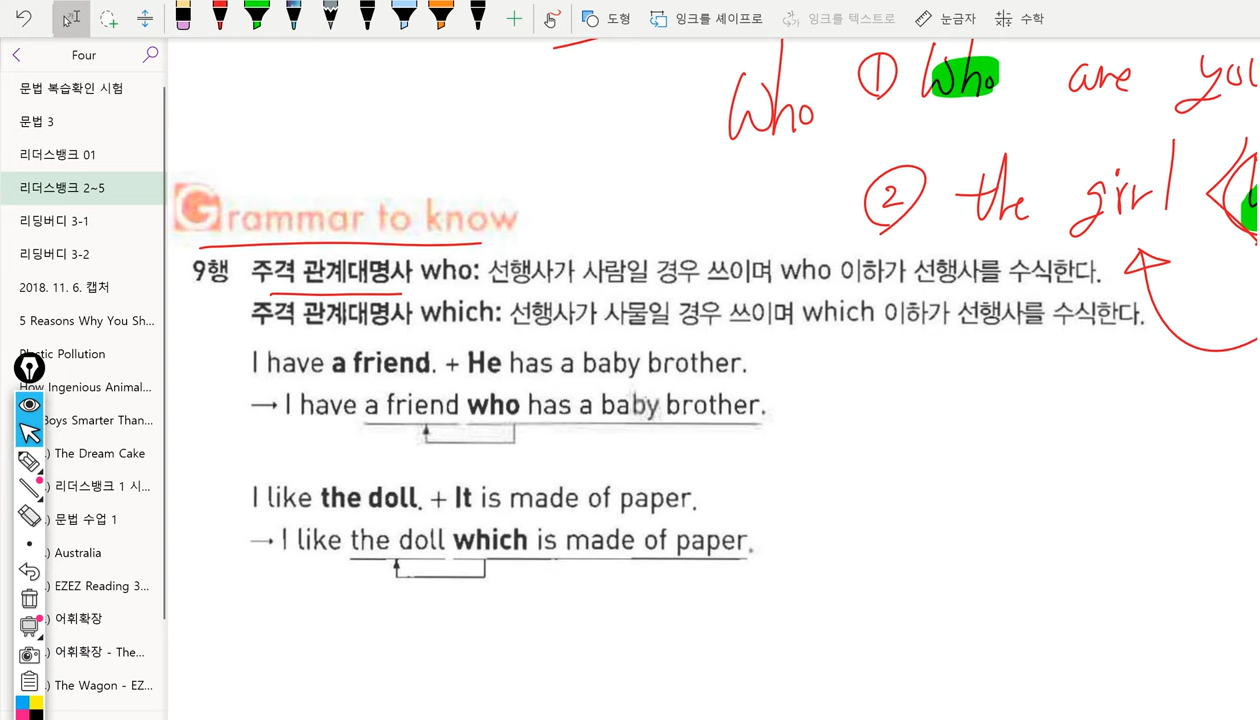 도형
잉크를 셰이프로
잉크를 텍스트로
눈금자
수학
Four
문법 복습확인 시험
문법 3
리더스뱅크 01
리더스뱅크 2~5
리딩버디 3-1
리딩버디 3-2
2018. 11. 6. 캡처
5 Reasons Why You Sh...
Plastic Pollution
How Ingenious Animal...
Boys Smarter Than...
.) The Dream Cake
.) 리더스뱅크 1 시...
.) 문법 수업 1
.) Australia
.) EZEZ Reading 3...
.) 어휘확장
.) 어휘확장 - The...
.) The Wagon - EZ...
Who ① Who are you
② the girl
Grammar to know
9행 주격 관계대명사 who: 선행사가 사람일 경우 쓰이며 who 이하가 선행사를 수식한다.
주격 관계대명사 which: 선행사가 사물일 경우 쓰이며 which 이하가 선행사를 수식한다.
I have a friend. + He has a baby brother.
→ I have a friend who has a baby brother.
I like the doll. + It is made of paper.
→ I like the doll which is made of paper.